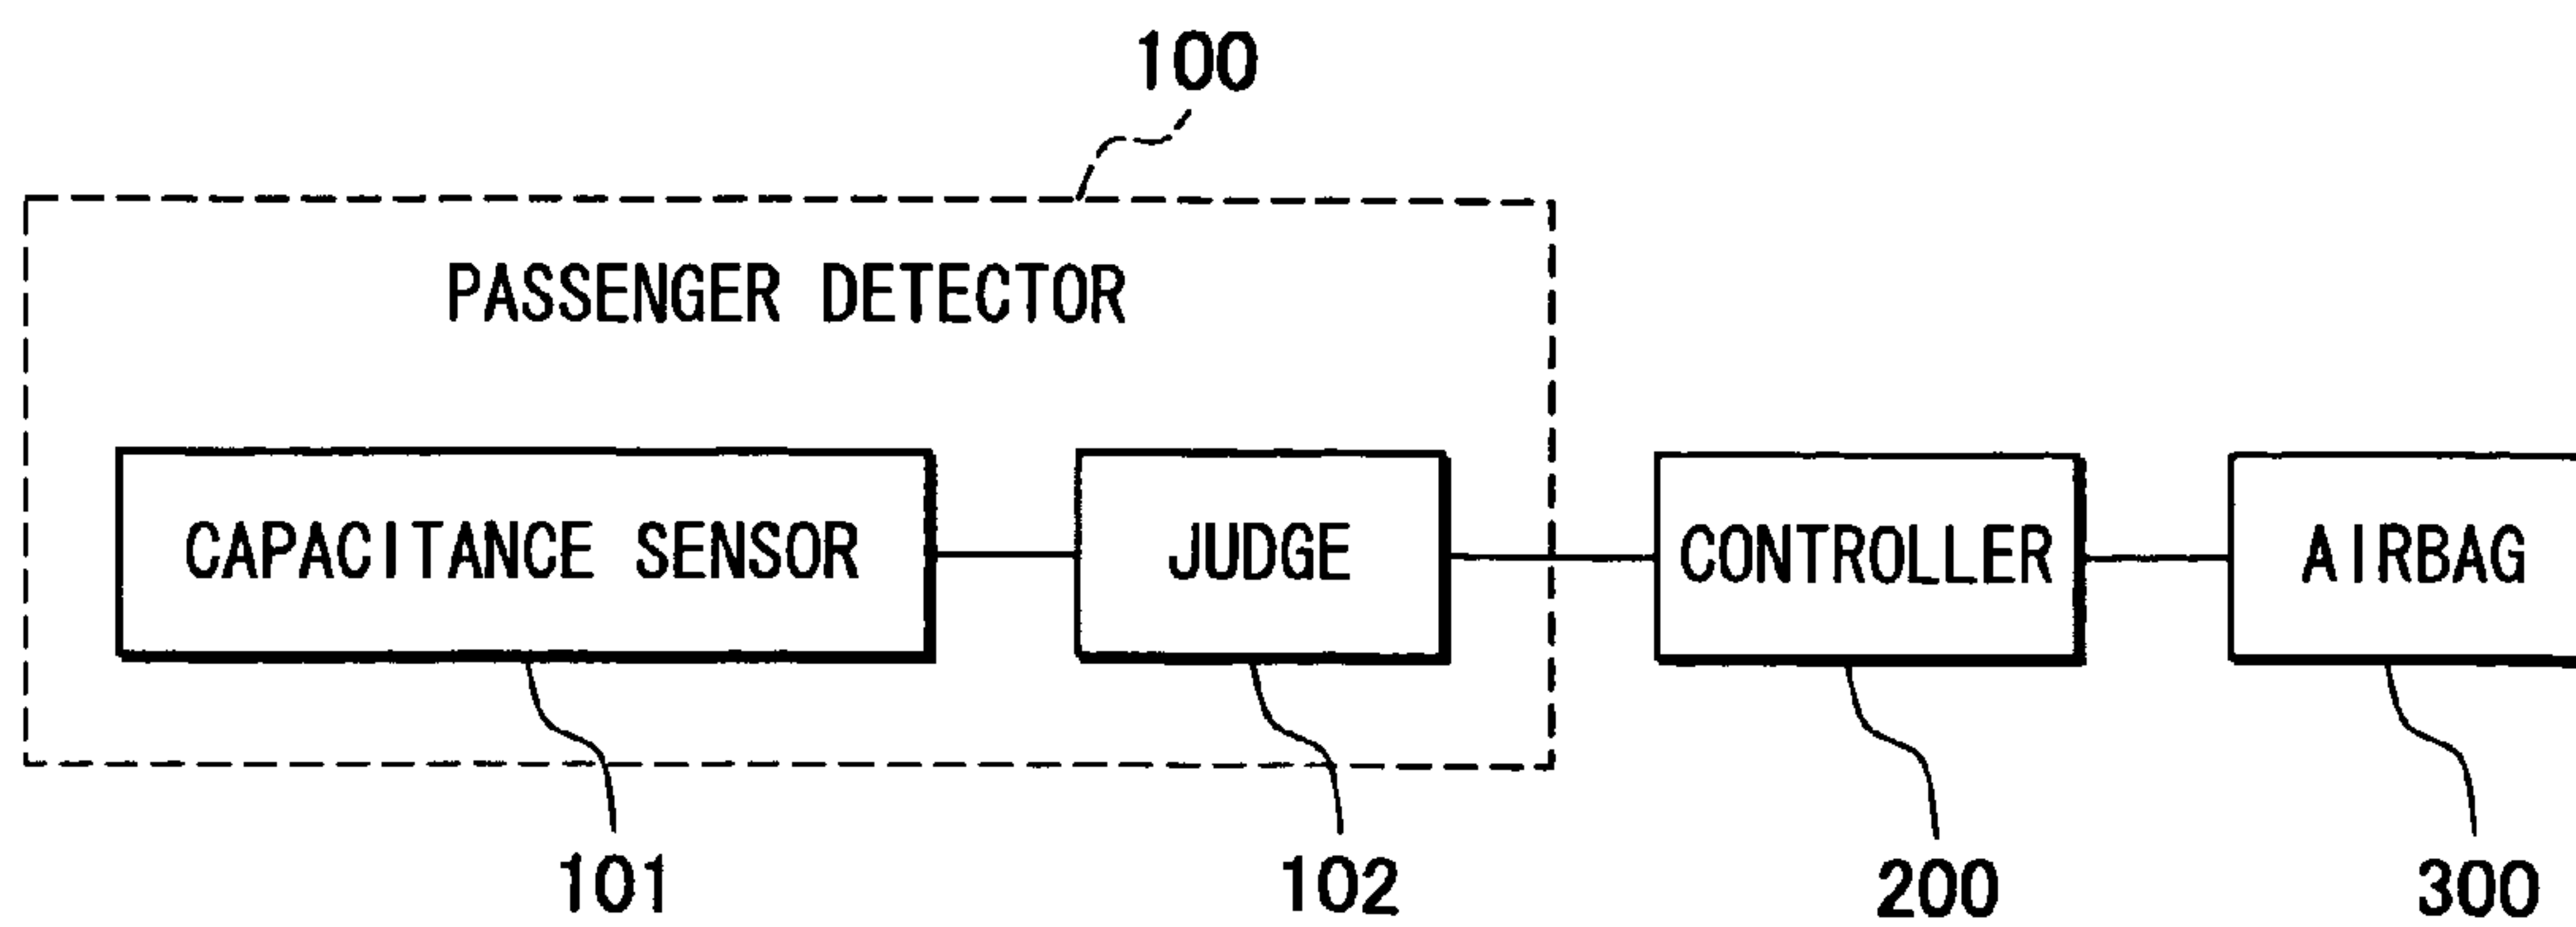 100
PASSENGER DETECTOR
CAPACITANCE SENSOR JUDGE CONTROLLER AIRBAG
101 102 200 300